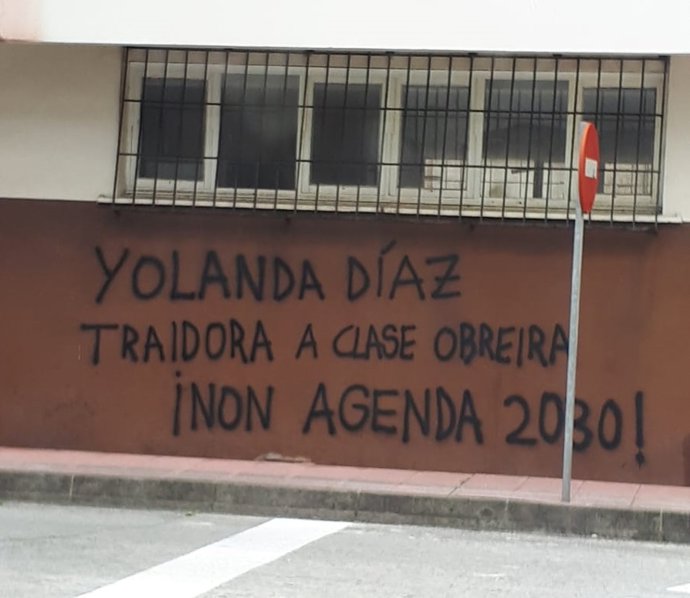 YOLANDA DÍAZ
TRAIDORA A CLASE OBREIRA
¡NON AGENDA 2030!